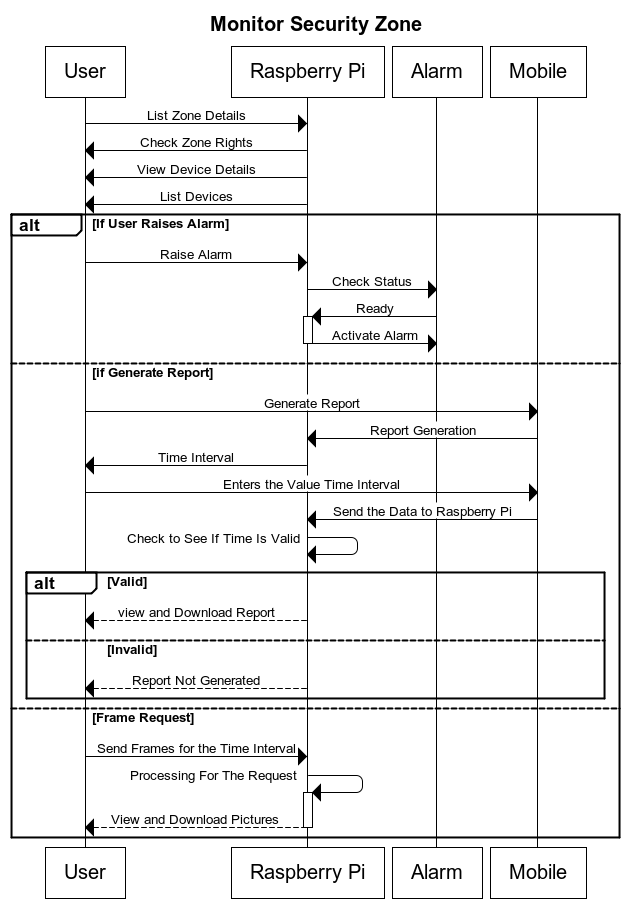 Monitor Security Zone
User Raspberry Pi Alarm Mobile
List Zone Details
Check Zone Rights
View Device Details
List Devices
alt [If User Raises Alarm]
Raise Alarm
Check Status
Ready
Activate Alarm
[If Generate Report]
Generate Report
Report Generation
Time Interval
Enters the Value Time Interval
Send the Data to Raspberry Pi
Check to See If Time Is Valid
alt [Valid]
view and Download Report
[Invalid]
Report Not Generated
[Frame Request]
Send Frames for the Time Interval
Processing For The Request
View and Download Pictures
User Raspberry Pi Alarm Mobile